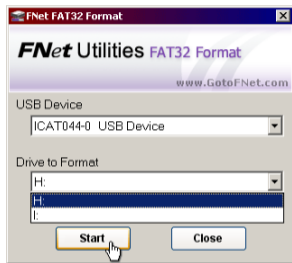 FNet FAT32 Format
FNet Utilities FAT32 Format
www.GotoFNet.com
USB Device
ICAT044-0 USB Device
Drive to Format
H:
H:
I:
Start Close